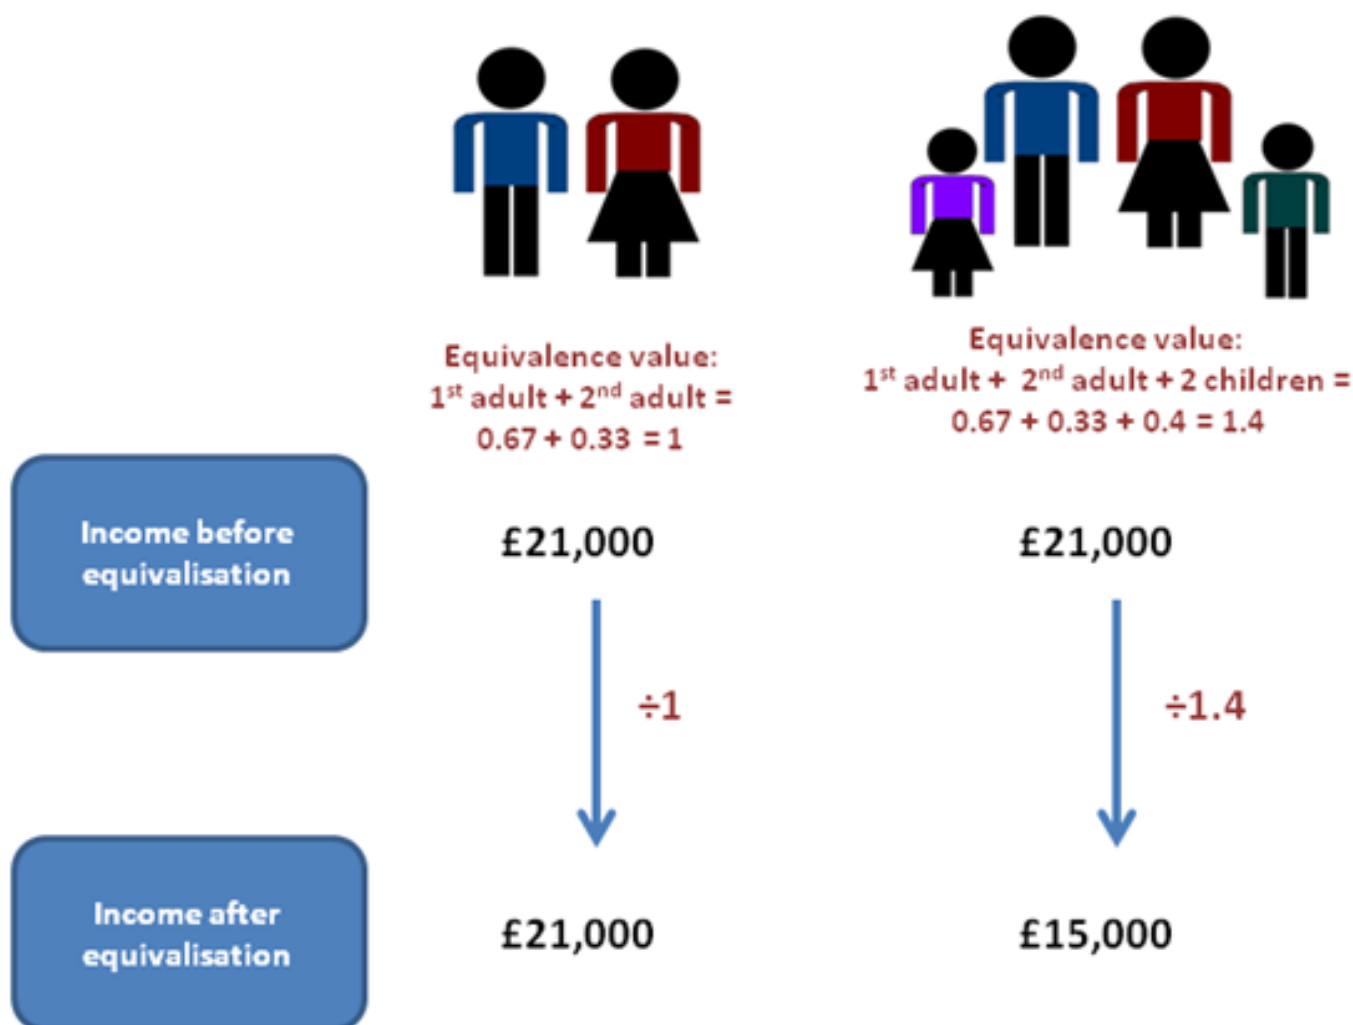 Equivalence value:
1st adult + 2nd adult =
0.67 + 0.33 = 1
Equivalence value:
1st adult + 2nd adult + 2 children =
0.67 + 0.33 + 0.4 = 1.4
Income before
equivalisation
£21,000
£21,000
÷1
÷1.4
Income after
equivalisation
£21,000
£15,000